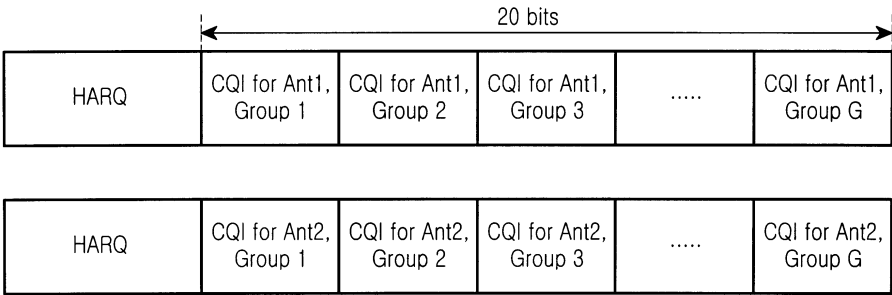 20 bits
HARQ
CQI for Ant1,
Group 1
CQI for Ant1,
Group 2
CQI for Ant1,
Group 3
.....
CQI for Ant1,
Group G
HARQ
CQI for Ant2,
Group 1
CQI for Ant2,
Group 2
CQI for Ant2,
Group 3
.....
CQI for Ant2,
Group G